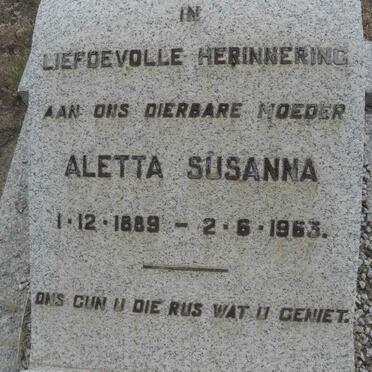 IN
LIEFDEVOLLE HERINNERING
AAN ONS DIERBARE MOEDER
ALETTA SUSANNA
1·12·1889 – 2·6·1963.
ONS GUN U DIE RUS WAT U GENIET.